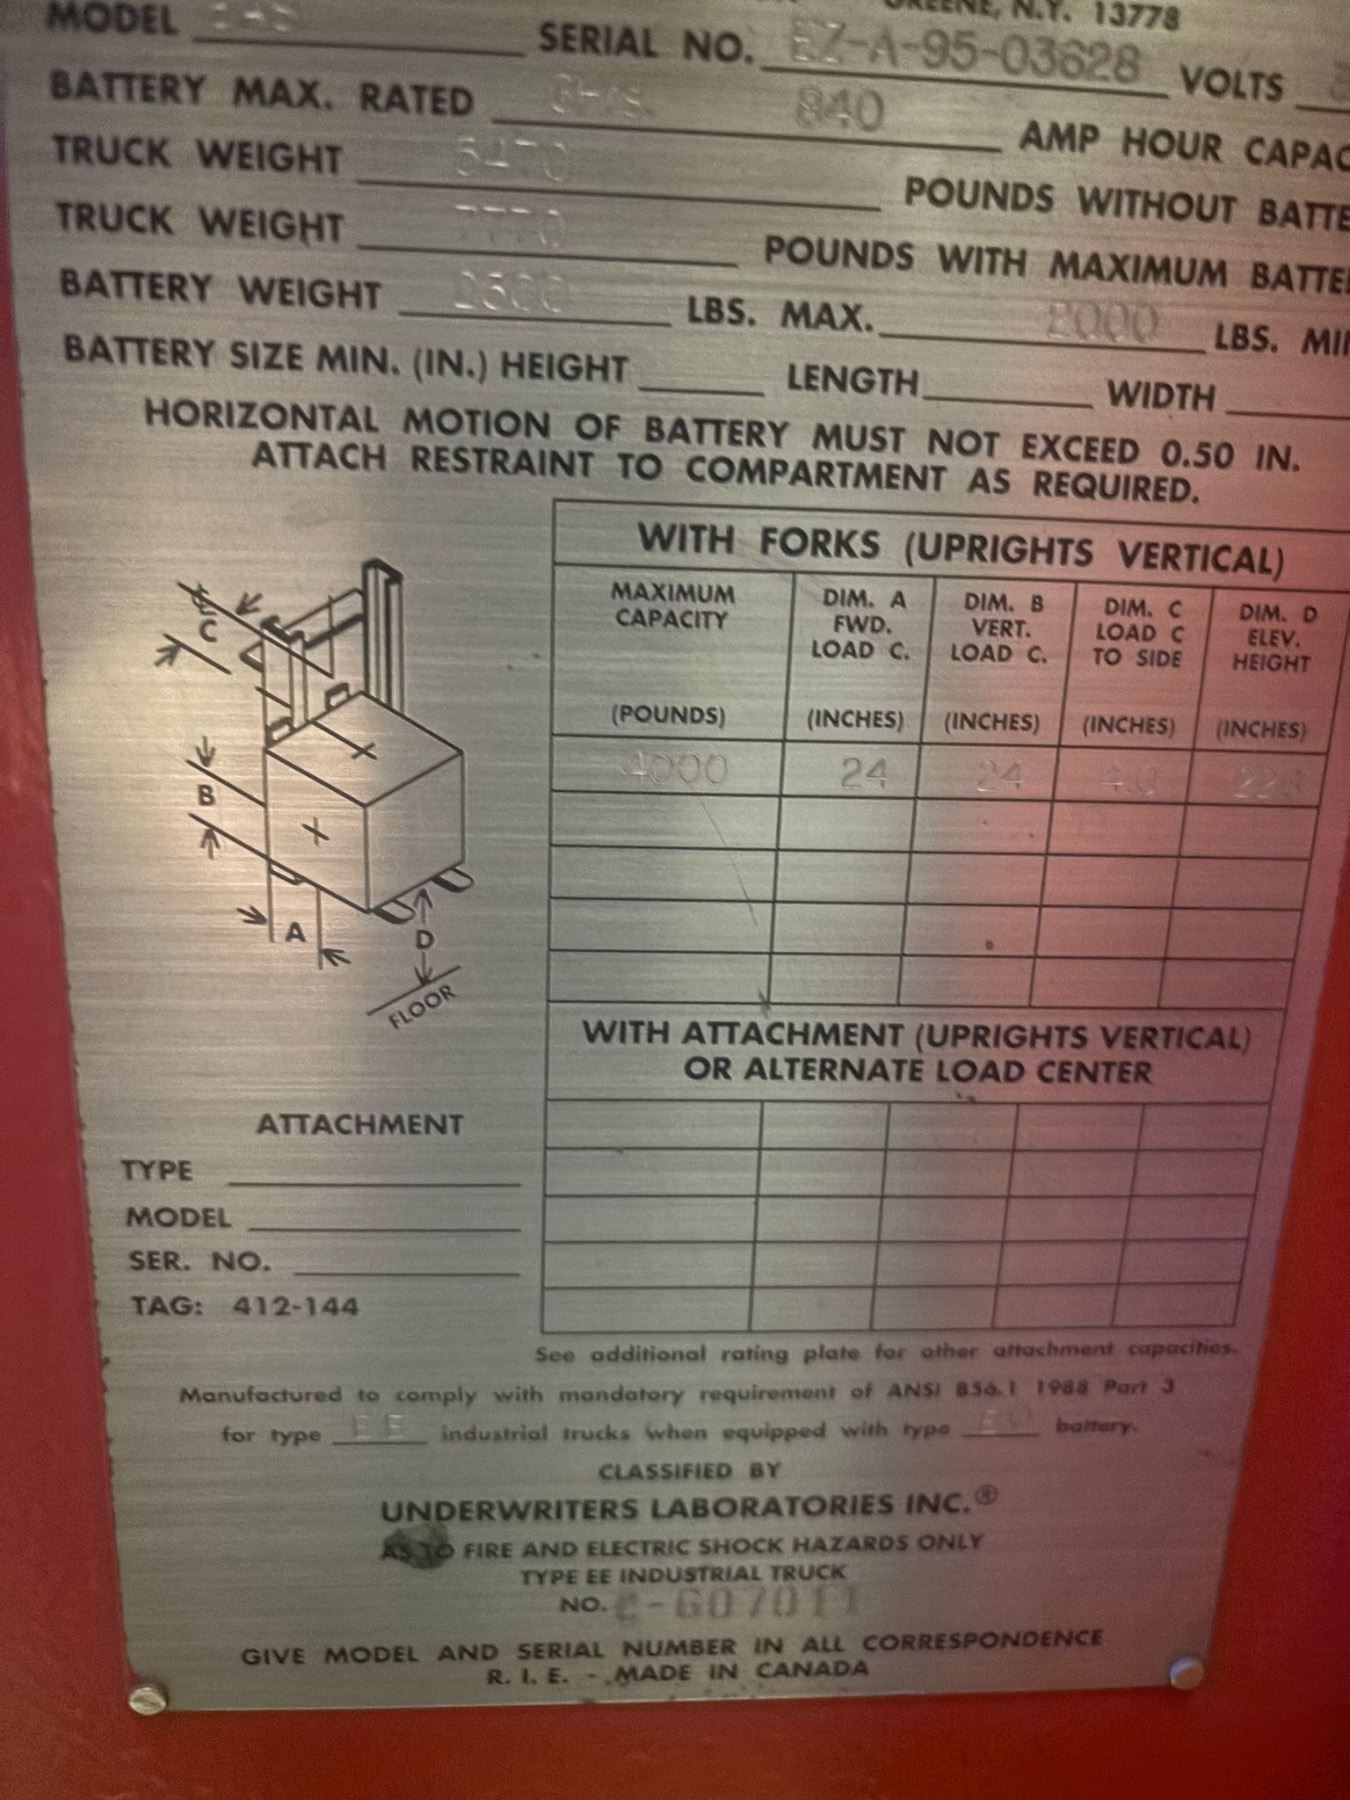 GREENE, N.Y. 13778
MODEL SERIAL NO. EZ-A-95-03628 VOLTS
BATTERY MAX. RATED 6Hrs. 840 AMP HOUR CAPAC
TRUCK WEIGHT 5470 POUNDS WITHOUT BATTE
TRUCK WEIGHT 7770 POUNDS WITH MAXIMUM BATTE
BATTERY WEIGHT LBS. MAX. 2000 LBS. MI
BATTERY SIZE MIN. (IN.) HEIGHT LENGTH WIDTH
HORIZONTAL MOTION OF BATTERY MUST NOT EXCEED 0.50 IN.
ATTACH RESTRAINT TO COMPARTMENT AS REQUIRED.
WITH FORKS (UPRIGHTS VERTICAL)
MAXIMUM CAPACITY (POUNDS)
DIM. A FWD. LOAD C. (INCHES)
DIM. B VERT. LOAD C. (INCHES)
DIM. C LOAD C TO SIDE (INCHES)
DIM. D ELEV. HEIGHT (INCHES)
4000 24 24
C
B
A
D
FLOOR
WITH ATTACHMENT (UPRIGHTS VERTICAL)
OR ALTERNATE LOAD CENTER
ATTACHMENT
TYPE
MODEL
SER. NO.
TAG: 412-144
See additional rating plate for other attachment capacities.
Manufactured to comply with mandatory requirement of ANSI B56.1 1988 Part 3
for type EE industrial trucks when equipped with type EO battery.
CLASSIFIED BY
UNDERWRITERS LABORATORIES INC.®
AS TO FIRE AND ELECTRIC SHOCK HAZARDS ONLY
TYPE EE INDUSTRIAL TRUCK
NO. -607011
GIVE MODEL AND SERIAL NUMBER IN ALL CORRESPONDENCE
R. I. E. - MADE IN CANADA